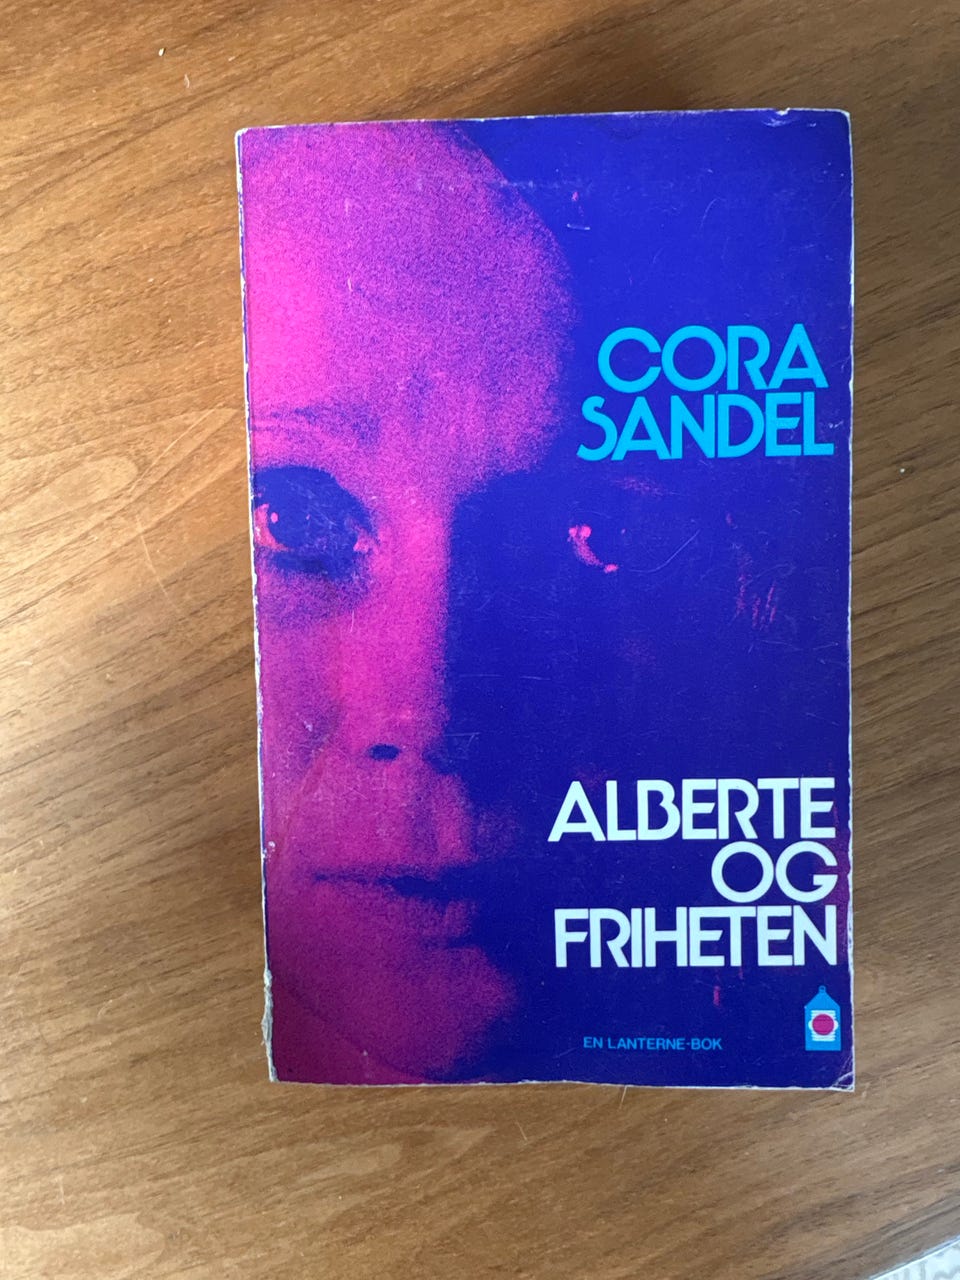 CORA
SANDEL
ALBERTE
OG
FRIHETEN
EN LANTERNE-BOK